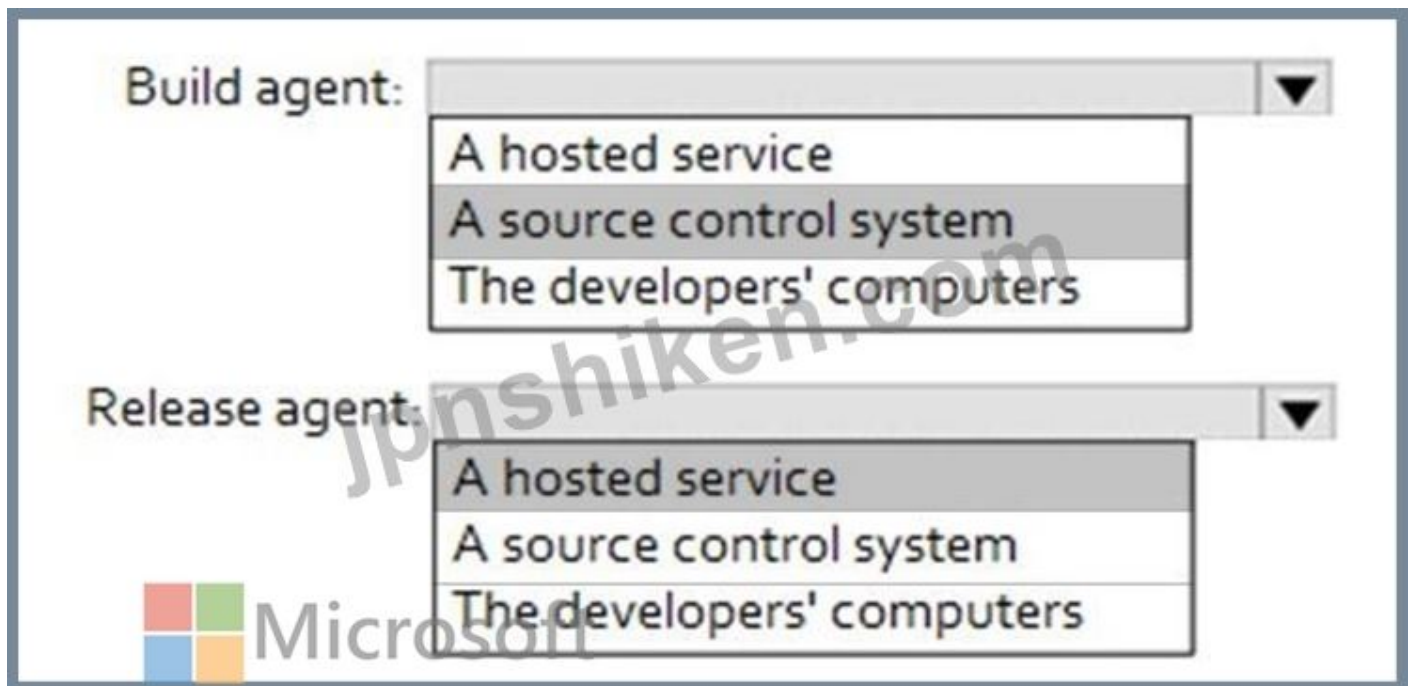 Build agent:
A hosted service
A source control system
The developers' computers
Release agent:
A hosted service
A source control system
The developers' computers
jpnshiken.com
Microsoft